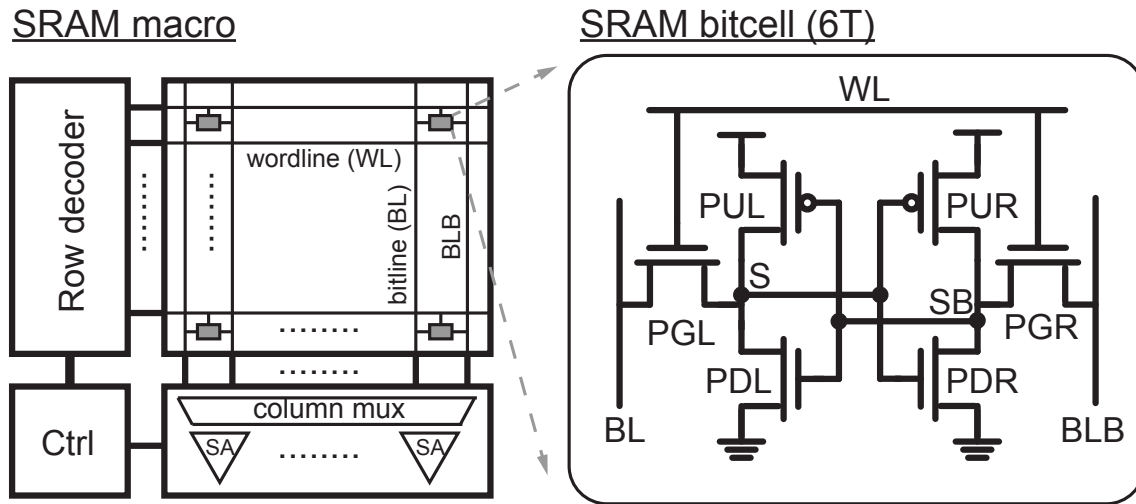 SRAM macro
Row decoder
wordline (WL)
bitline (BL)
BLB
Ctrl
column mux
SA
SA
SRAM bitcell (6T)
WL
PUL
PUR
S
SB
PGL
PGR
PDL
PDR
BL
BLB